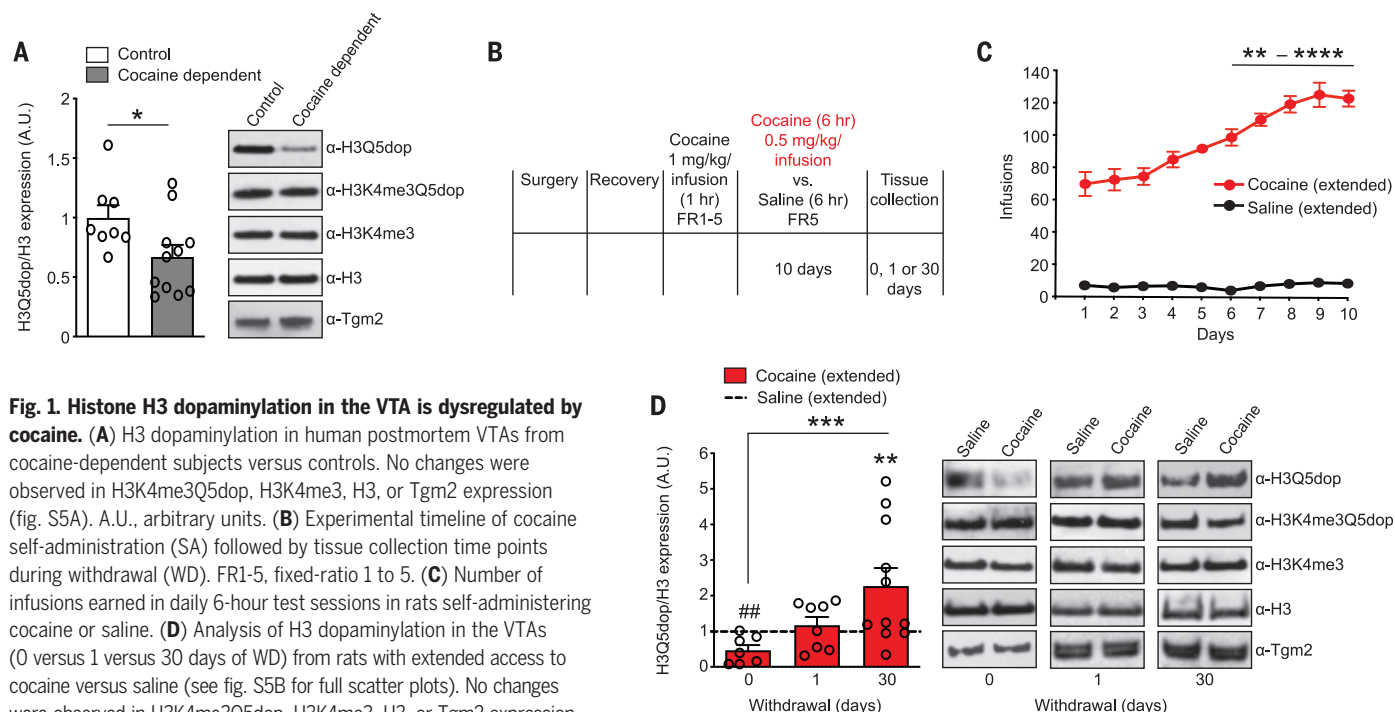 A
Control
Cocaine dependent
H3Q5dop/H3 expression (A.U.)
2
1.5
1
0.5
0
*
Control
Cocaine dependent
α-H3Q5dop
α-H3K4me3Q5dop
α-H3K4me3
α-H3
α-Tgm2
B
Surgery
Recovery
Cocaine
1 mg/kg/
infusion
(1 hr)
FR1-5
Cocaine (6 hr)
0.5 mg/kg/
infusion
vs.
Saline (6 hr)
FR5
Tissue
collection
10 days
0, 1 or 30
days
C
** – ****
Infusions
140
120
100
80
60
40
20
0
Cocaine (extended)
Saline (extended)
1 2 3 4 5 6 7 8 9 10
Days
Fig. 1. Histone H3 dopaminylation in the VTA is dysregulated by
cocaine. (A) H3 dopaminylation in human postmortem VTAs from
cocaine-dependent subjects versus controls. No changes were
observed in H3K4me3Q5dop, H3K4me3, H3, or Tgm2 expression
(fig. S5A). A.U., arbitrary units. (B) Experimental timeline of cocaine
self-administration (SA) followed by tissue collection time points
during withdrawal (WD). FR1-5, fixed-ratio 1 to 5. (C) Number of
infusions earned in daily 6-hour test sessions in rats self-administering
cocaine or saline. (D) Analysis of H3 dopaminylation in the VTAs
(0 versus 1 versus 30 days of WD) from rats with extended access to
cocaine versus saline (see fig. S5B for full scatter plots). No changes
were observed in H3K4me3Q5dop, H3K4me3, H3, or Tgm2 expression
D
Cocaine (extended)
Saline (extended)
H3Q5dop/H3 expression (A.U.)
6
5
4
3
2
1
0
***
**
##
0 1 30
Withdrawal (days)
Saline Cocaine Saline Cocaine Saline Cocaine
α-H3Q5dop
α-H3K4me3Q5dop
α-H3K4me3
α-H3
α-Tgm2
0 1 30
Withdrawal (days)